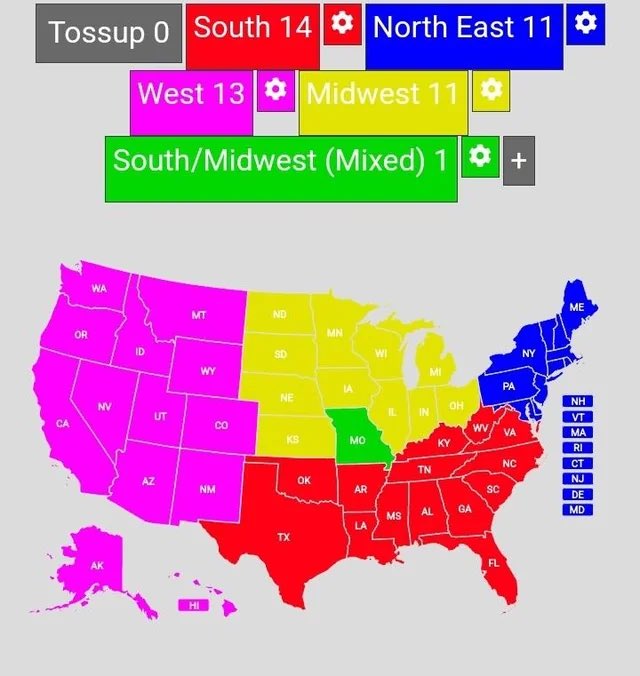 Tossup 0
South 14
North East 11
West 13
Midwest 11
South/Midwest (Mixed) 1
+
WA
MT
ND
MN
ME
OR
ID
SD
WI
MI
NY
WY
PA
NV
NE
IA
NH
CA
UT
CO
IL
IN
OH
VT
KS
MO
KY
WV
VA
MA
RI
AZ
NM
OK
AR
TN
NC
CT
SC
NJ
TX
LA
MS
AL
GA
DE
MD
AK
FL
HI